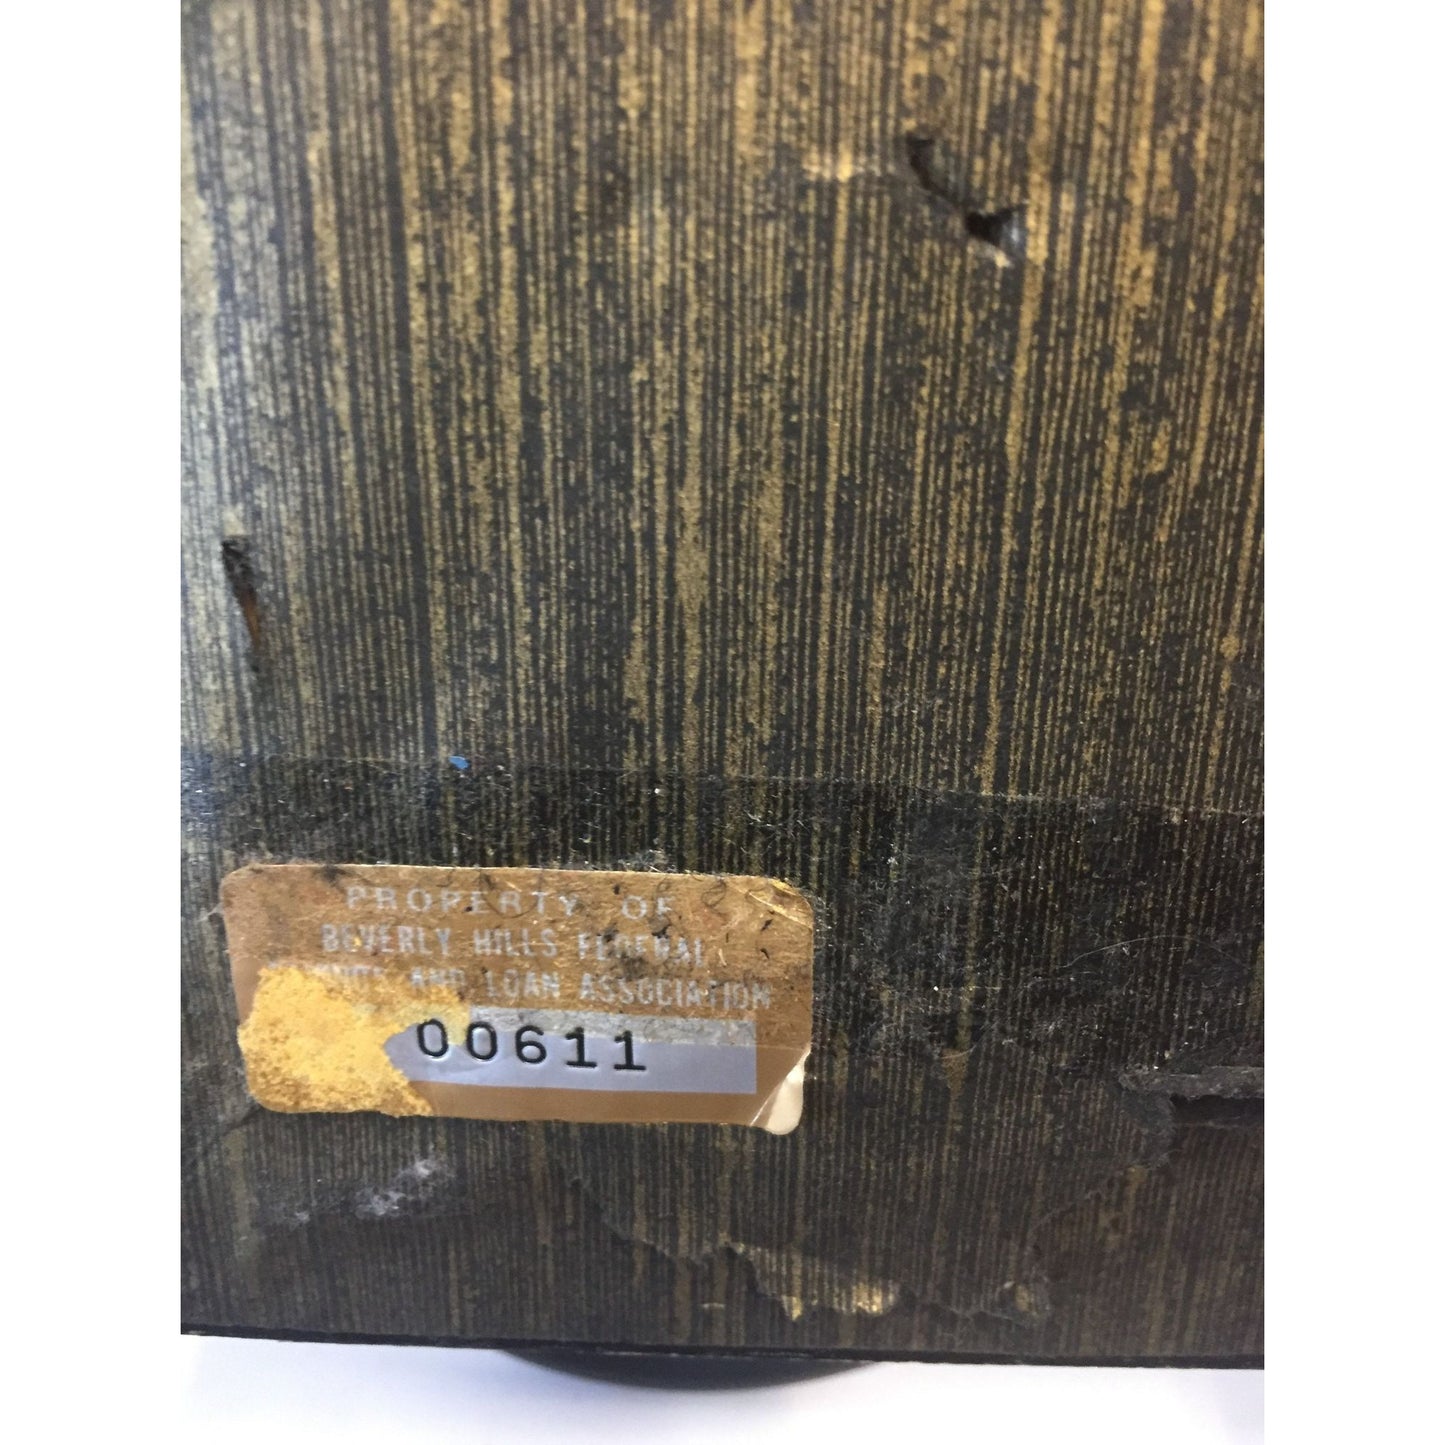 PROPERTY OF
BEVERLY HILLS FEDERAL
AND LOAN ASSOCIATION
00611